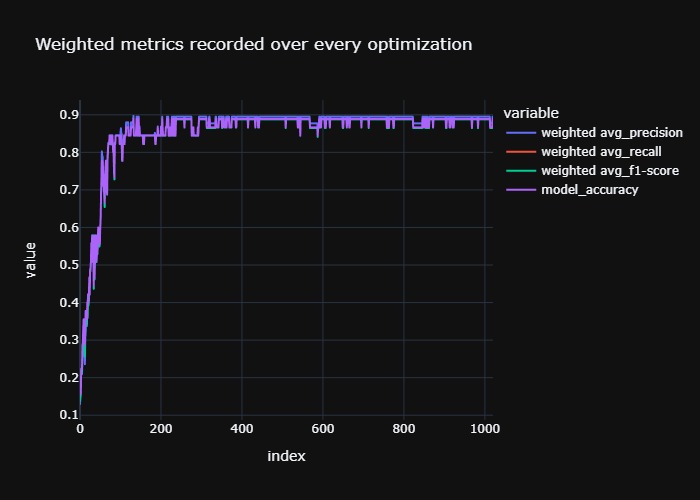 Weighted metrics recorded over every optimization
0.9
0.8
0.7
0.6
0.5
0.4
0.3
0.2
0.1
value
0 200 400 600 800 1000
index
variable
weighted avg_precision
weighted avg_recall
weighted avg_f1-score
model_accuracy